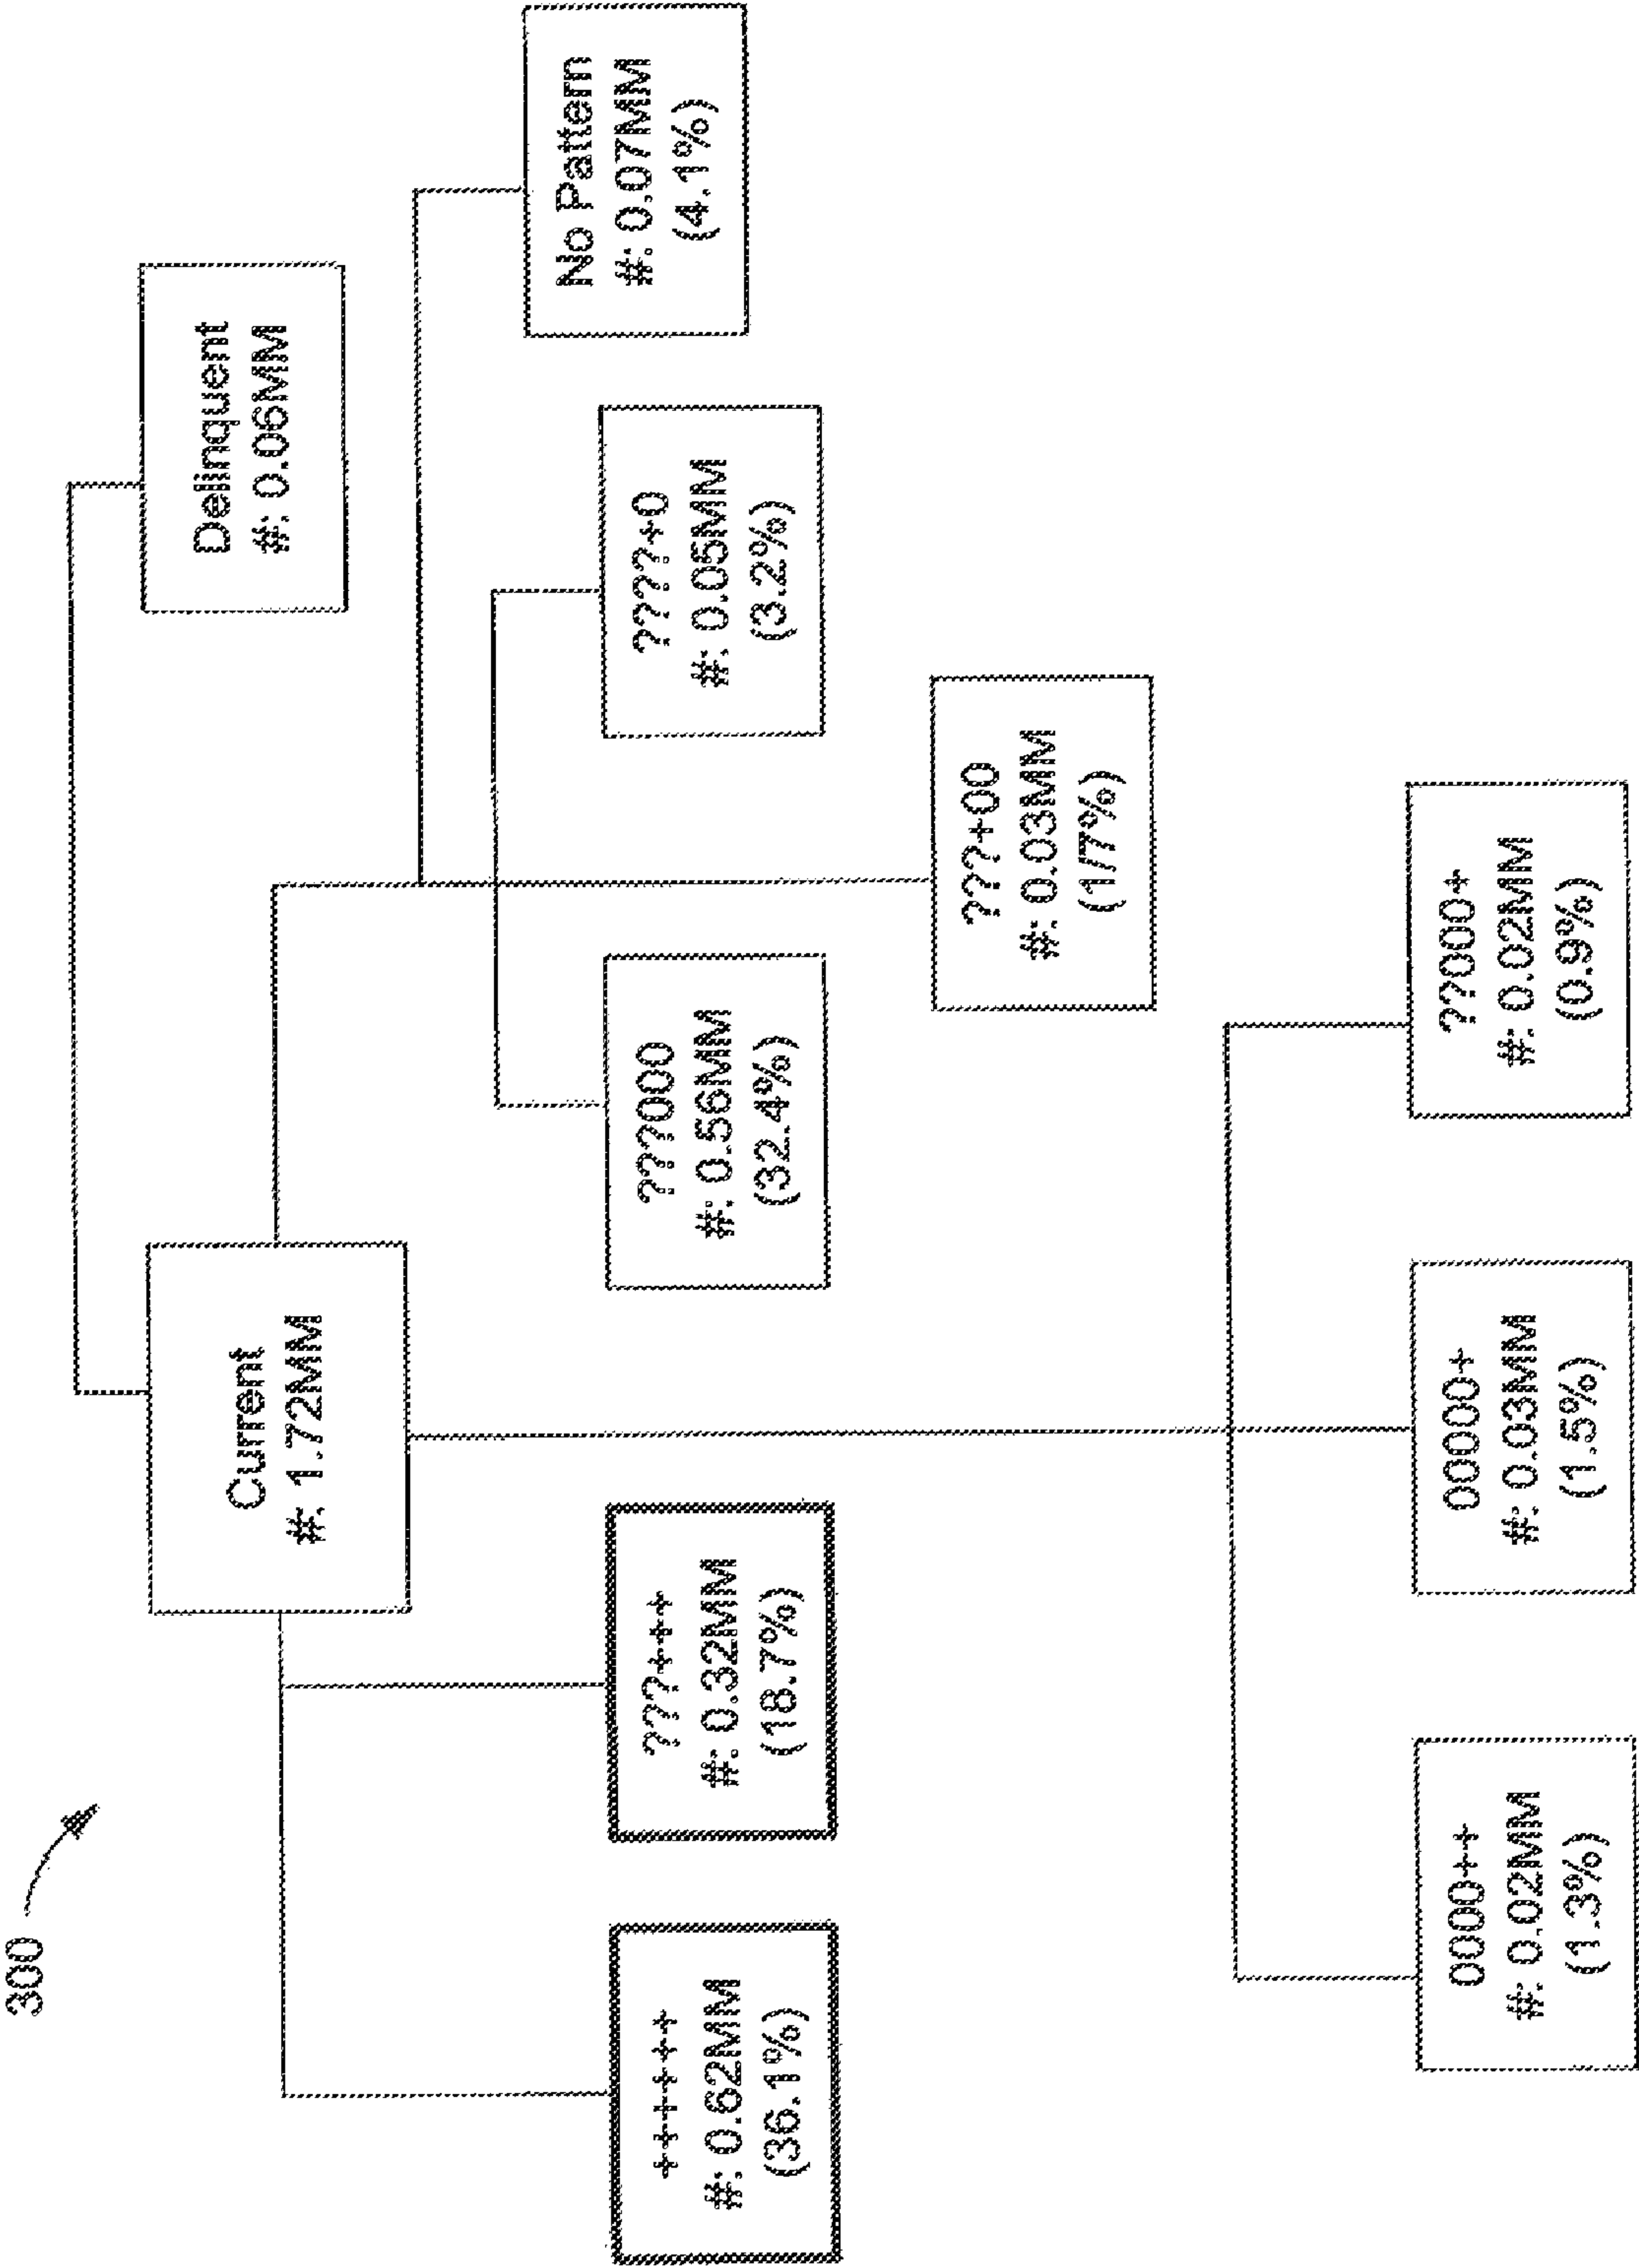 300
Current
#: 1.72MM
Delinquent
#: 0.06MM
++++++
#: 0.62MM
(36.1%)
???+++
#: 0.32MM
(18.7%)
???000
#: 0.56MM
(32.4%)
????+0
#: 0.05MM
(3.2%)
No Pattern
#: 0.07MM
(4.1%)
???+00
#: 0.03MM
(1/7%)
0000++
#: 0.02MM
(1.3%)
00000+
#: 0.03MM
(1.5%)
??000+
#: 0.02MM
(0.9%)